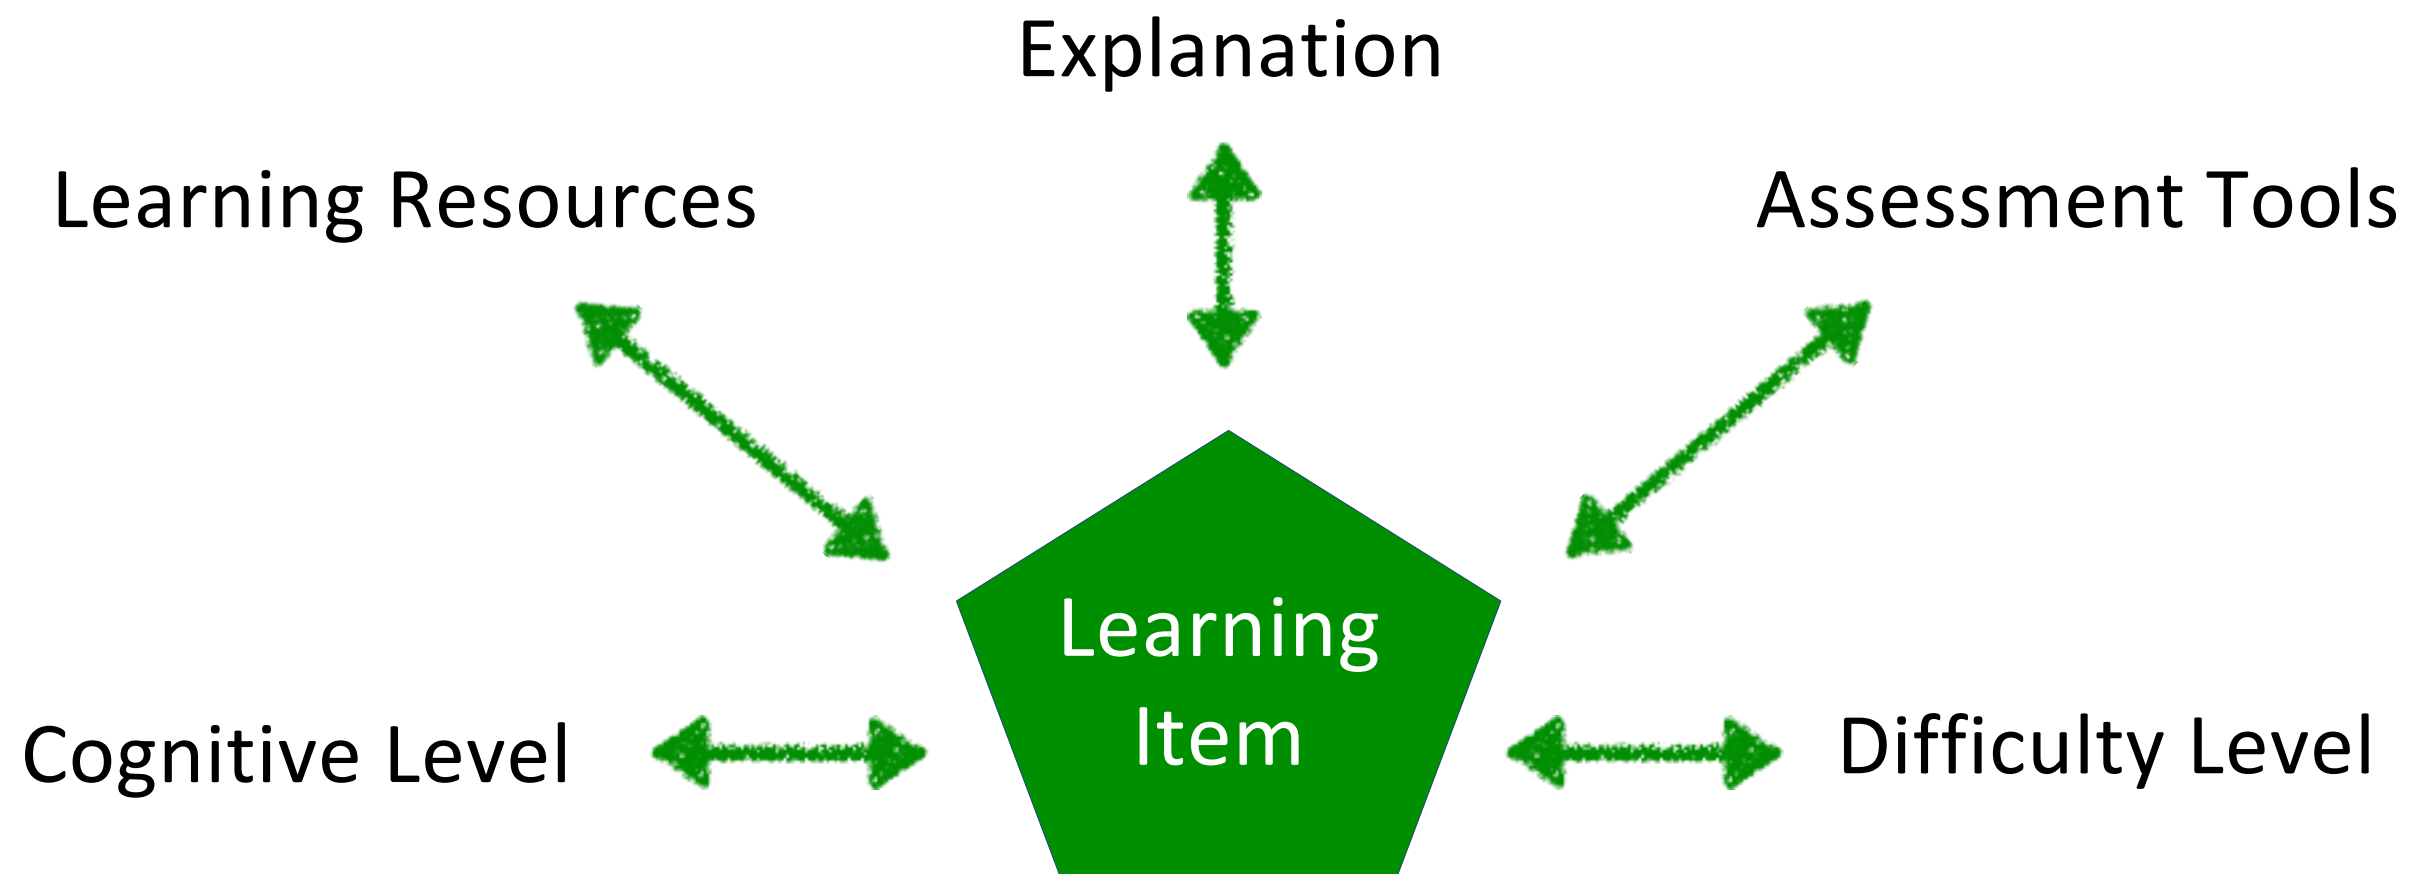 Explanation
Learning Resources
Assessment Tools
Learning
Item
Cognitive Level
Difficulty Level